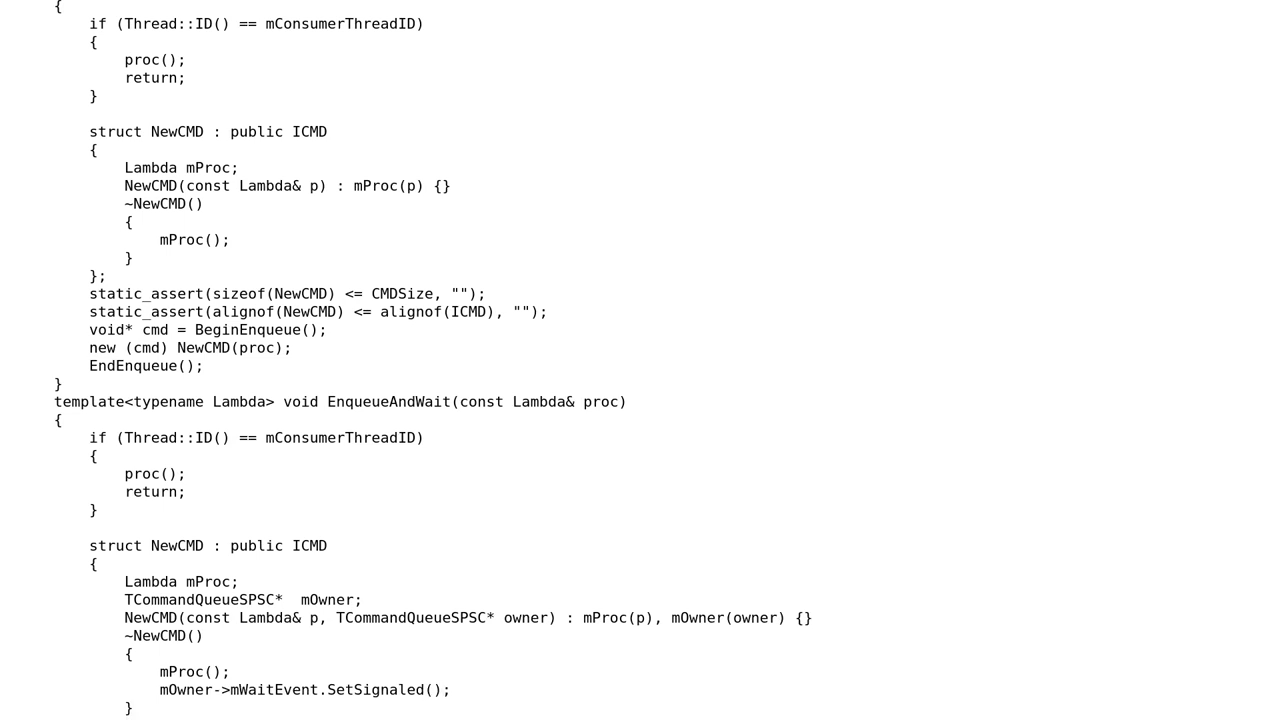 {
if (Thread::ID() == mConsumerThreadID)
{
proc();
return;
}
struct NewCMD : public ICMD
{
Lambda mProc;
NewCMD(const Lambda& p) : mProc(p) {}
~NewCMD()
{
mProc();
}
};
static_assert(sizeof(NewCMD) <= CMDSize, "");
static_assert(alignof(NewCMD) <= alignof(ICMD), "");
void* cmd = BeginEnqueue();
new (cmd) NewCMD(proc);
EndEnqueue();
}
template<typename Lambda> void EnqueueAndWait(const Lambda& proc)
{
if (Thread::ID() == mConsumerThreadID)
{
proc();
return;
}
struct NewCMD : public ICMD
{
Lambda mProc;
TCommandQueueSPSC*  mOwner;
NewCMD(const Lambda& p, TCommandQueueSPSC* owner) : mProc(p), mOwner(owner) {}
~NewCMD()
{
mProc();
mOwner->mWaitEvent.SetSignaled();
}